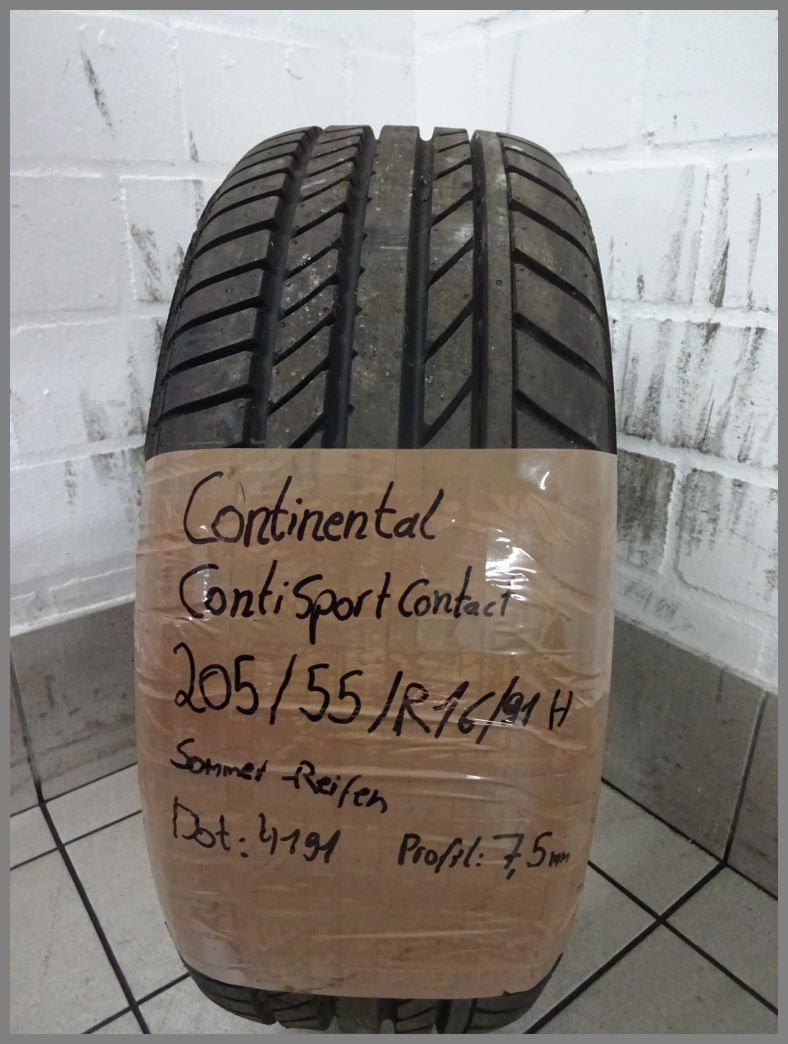 Continental
ContiSportContact
205/55/R16/91 H
Sommer-Reifen
Dot: 4191 Profil: 7,5mm